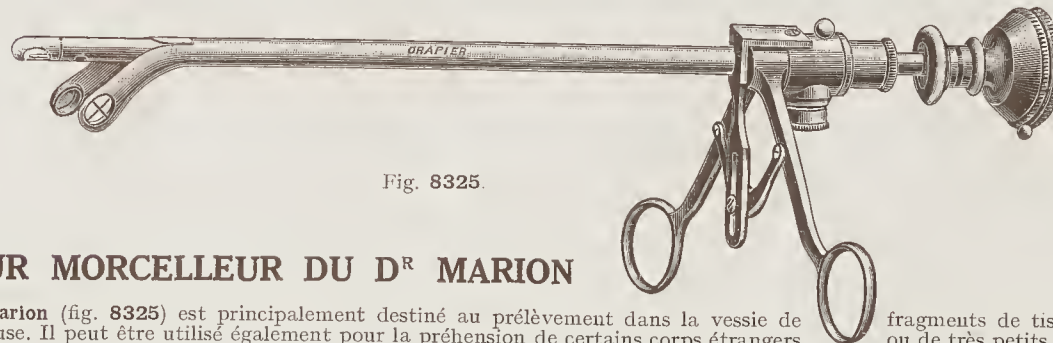 DRAPIER
Fig. 8325.
UR MORCELLEUR DU DR MARION
arion (fig. 8325) est principalement destiné au prélèvement dans la vessie de fragments de tis
use. Il peut être utilisé également pour la préhension de certains corps étrangers ou de très petits